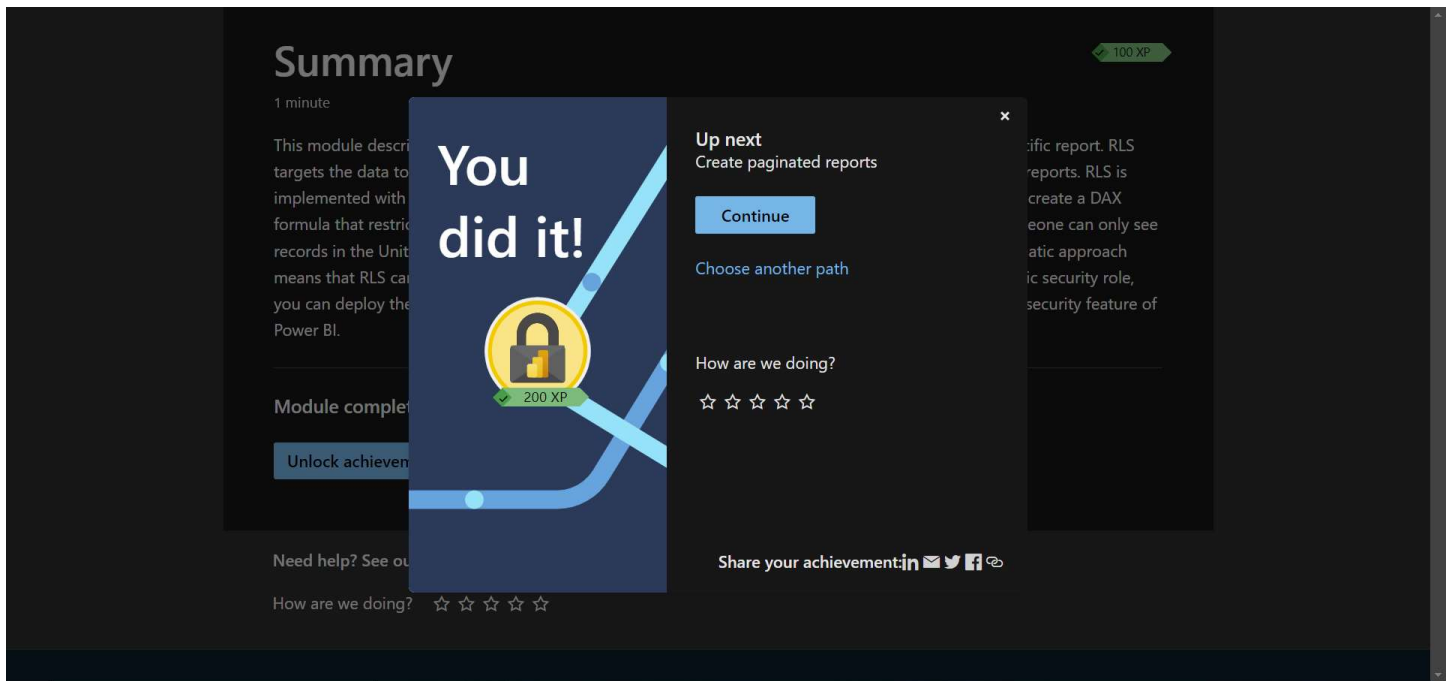 Summary
100 XP
1 minute
This module descri
ific report. RLS
targets the data to
reports. RLS is
implemented with
create a DAX
formula that restric
eone can only see
records in the Unit
atic approach
means that RLS can
ic security role,
you can deploy the
security feature of
Power BI.
Module complet
Unlock achievem
Need help? See ou
How are we doing?
You
did it!
200 XP
×
Up next
Create paginated reports
Continue
Choose another path
How are we doing?
Share your achievement: